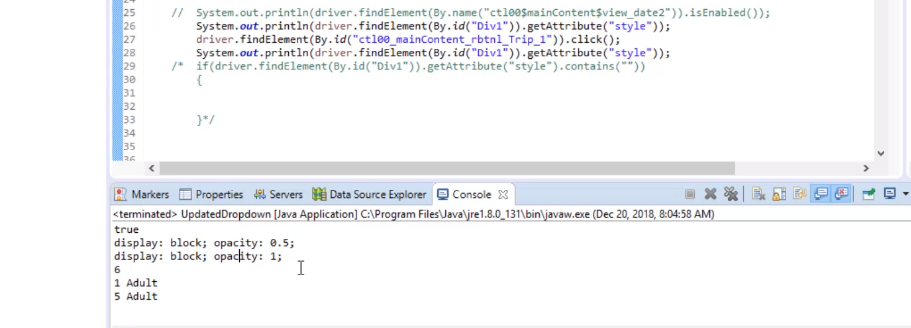 25 // System.out.println(driver.findElement(By.name("ctl00$mainContent$view_date2")).isEnabled());
26 System.out.println(driver.findElement(By.id("Div1")).getAttribute("style"));
27 driver.findElement(By.id("ctl00_mainContent_rbtnl_Trip_1")).click();
28 System.out.println(driver.findElement(By.id("Div1")).getAttribute("style"));
29 /* if(driver.findElement(By.id("Div1")).getAttribute("style").contains(""))
30 {
31
32
33 }*/
34
35
36
Markers Properties Servers Data Source Explorer Console
<terminated> UpdatedDropdown [Java Application] C:\Program Files\Java\jre1.8.0_131\bin\javaw.exe (Dec 20, 2018, 8:04:58 AM)
true
display: block; opacity: 0.5;
display: block; opacity: 1;
6
1 Adult
5 Adult